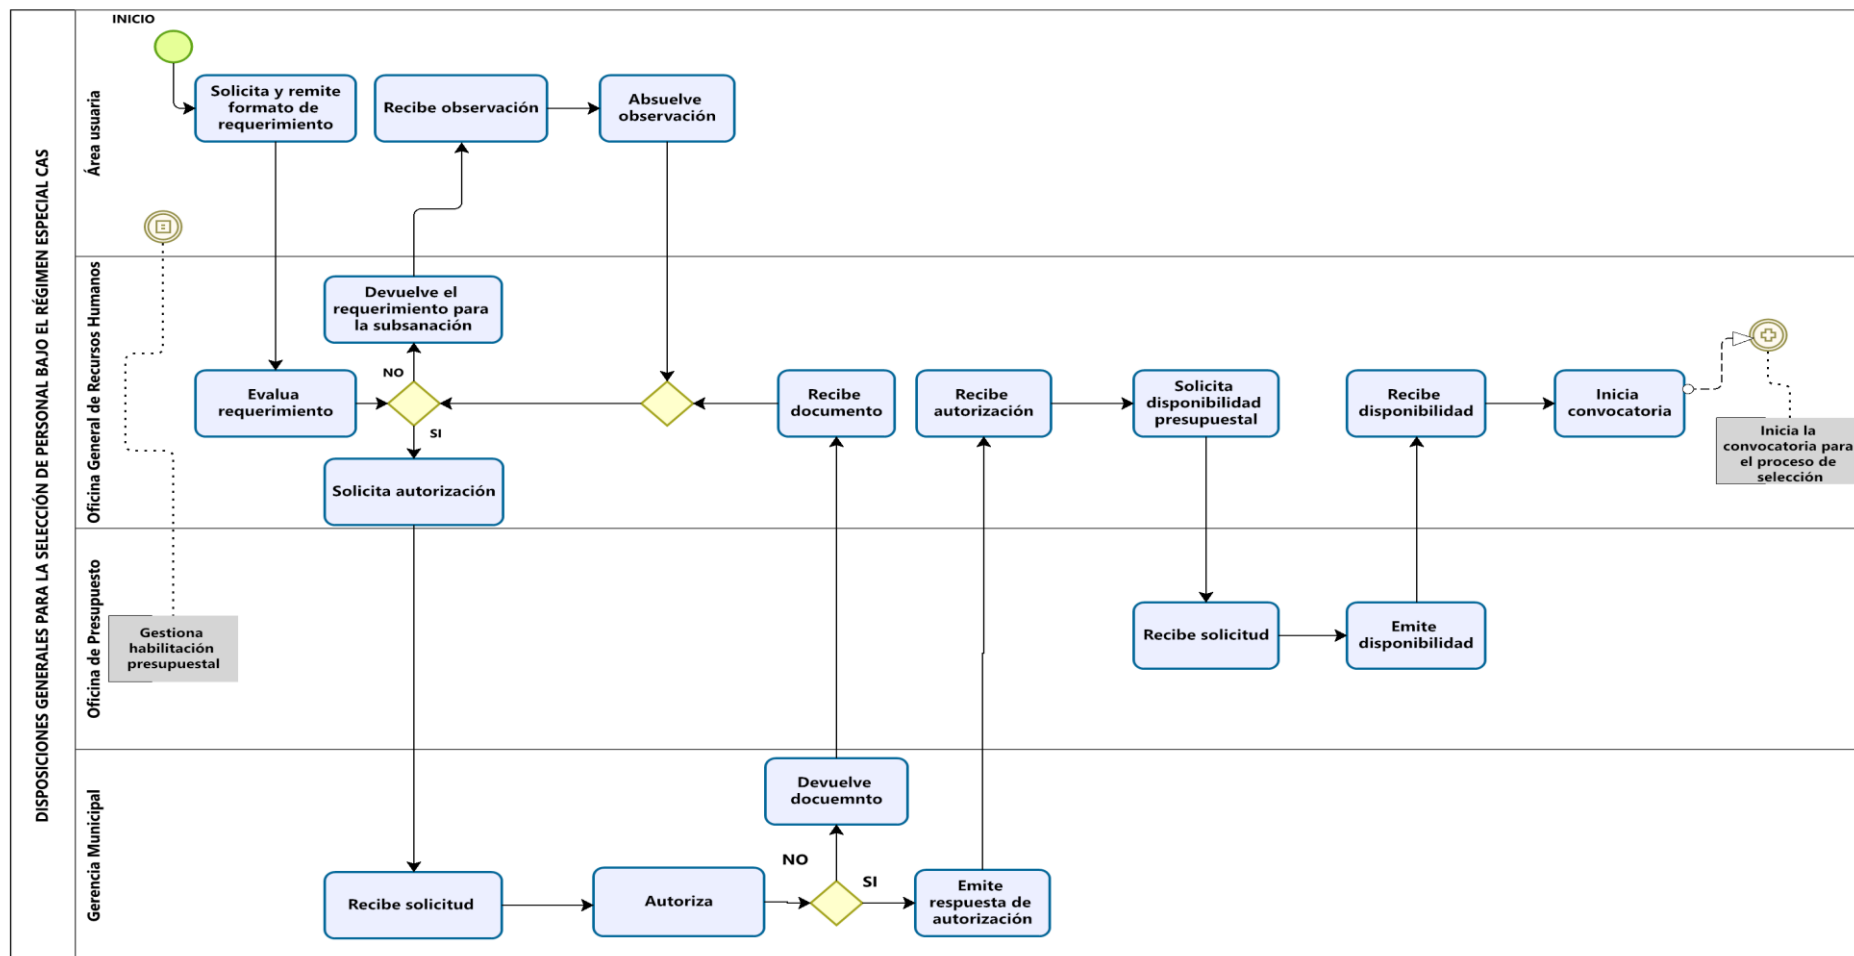 DISPOSICIONES GENERALES PARA LA SELECCIÓN DE PERSONAL BAJO EL RÉGIMEN ESPECIAL CAS
Área usuaria
INICIO
Solicita y remite
formato de
requerimiento
Recibe observación
Absuelve
observación
Oficina General de Recursos Humanos
Devuelve el
requerimiento para
la subsanación
NO
Evalua
requerimiento
SI
Solicita autorización
Recibe
documento
Recibe
autorización
Solicita
disponibilidad
presupuestal
Recibe
disponibilidad
Inicia
convocatoria
Inicia la
convocatoria para
el proceso de
selección
Oficina de Presupuesto
Gestiona
habilitación
presupuestal
Recibe solicitud
Emite
disponibilidad
Gerencia Municipal
Devuelve
docuemnto
NO
SI
Recibe solicitud
Autoriza
Emite
respuesta de
autorización